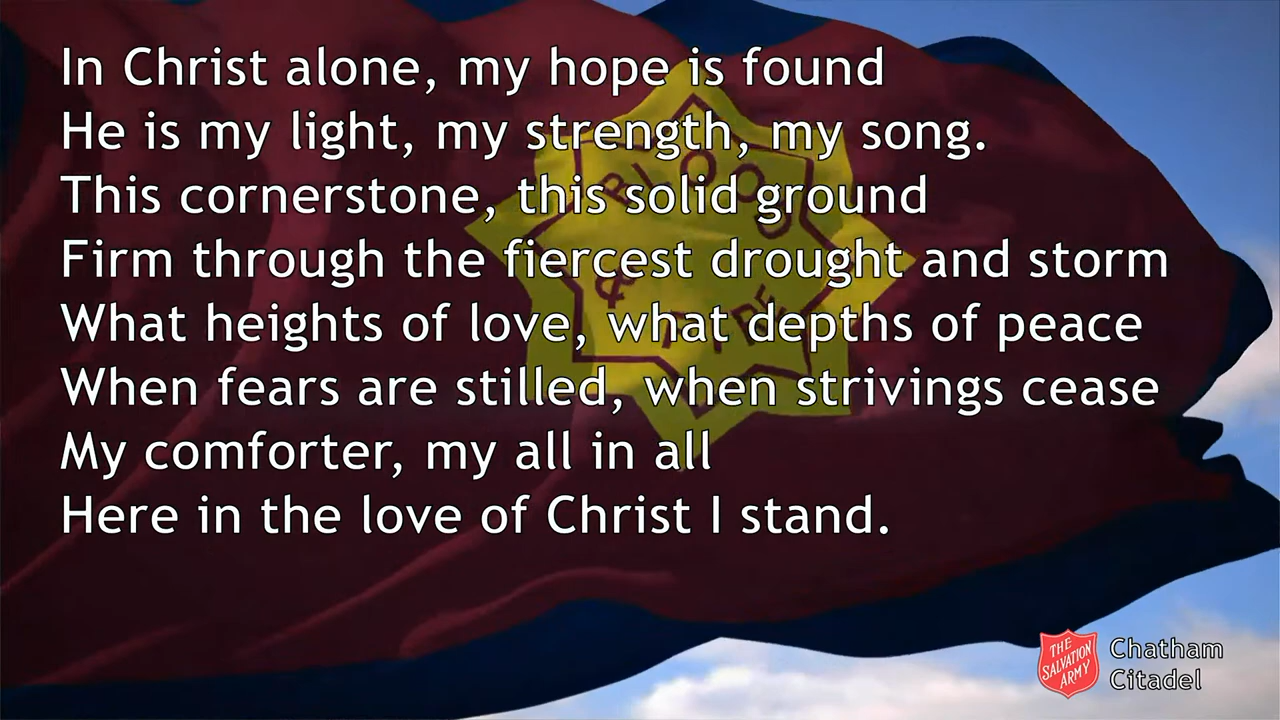 In Christ alone, my hope is found
He is my light, my strength, my song.
This cornerstone, this solid ground
Firm through the fiercest drought and storm
What heights of love, what depths of peace
When fears are stilled, when strivings cease
My comforter, my all in all
Here in the love of Christ I stand.
BLOOD
& FIRE
THE
SALVATION
ARMY
Chatham
Citadel